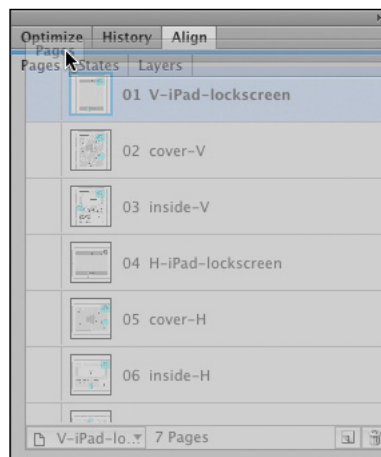 Optimize History Align
Pages
Pages States Layers
01 V-iPad-lockscreen
02 cover-V
03 inside-V
04 H-iPad-lockscreen
05 cover-H
06 inside-H
V-iPad-lo... 7 Pages